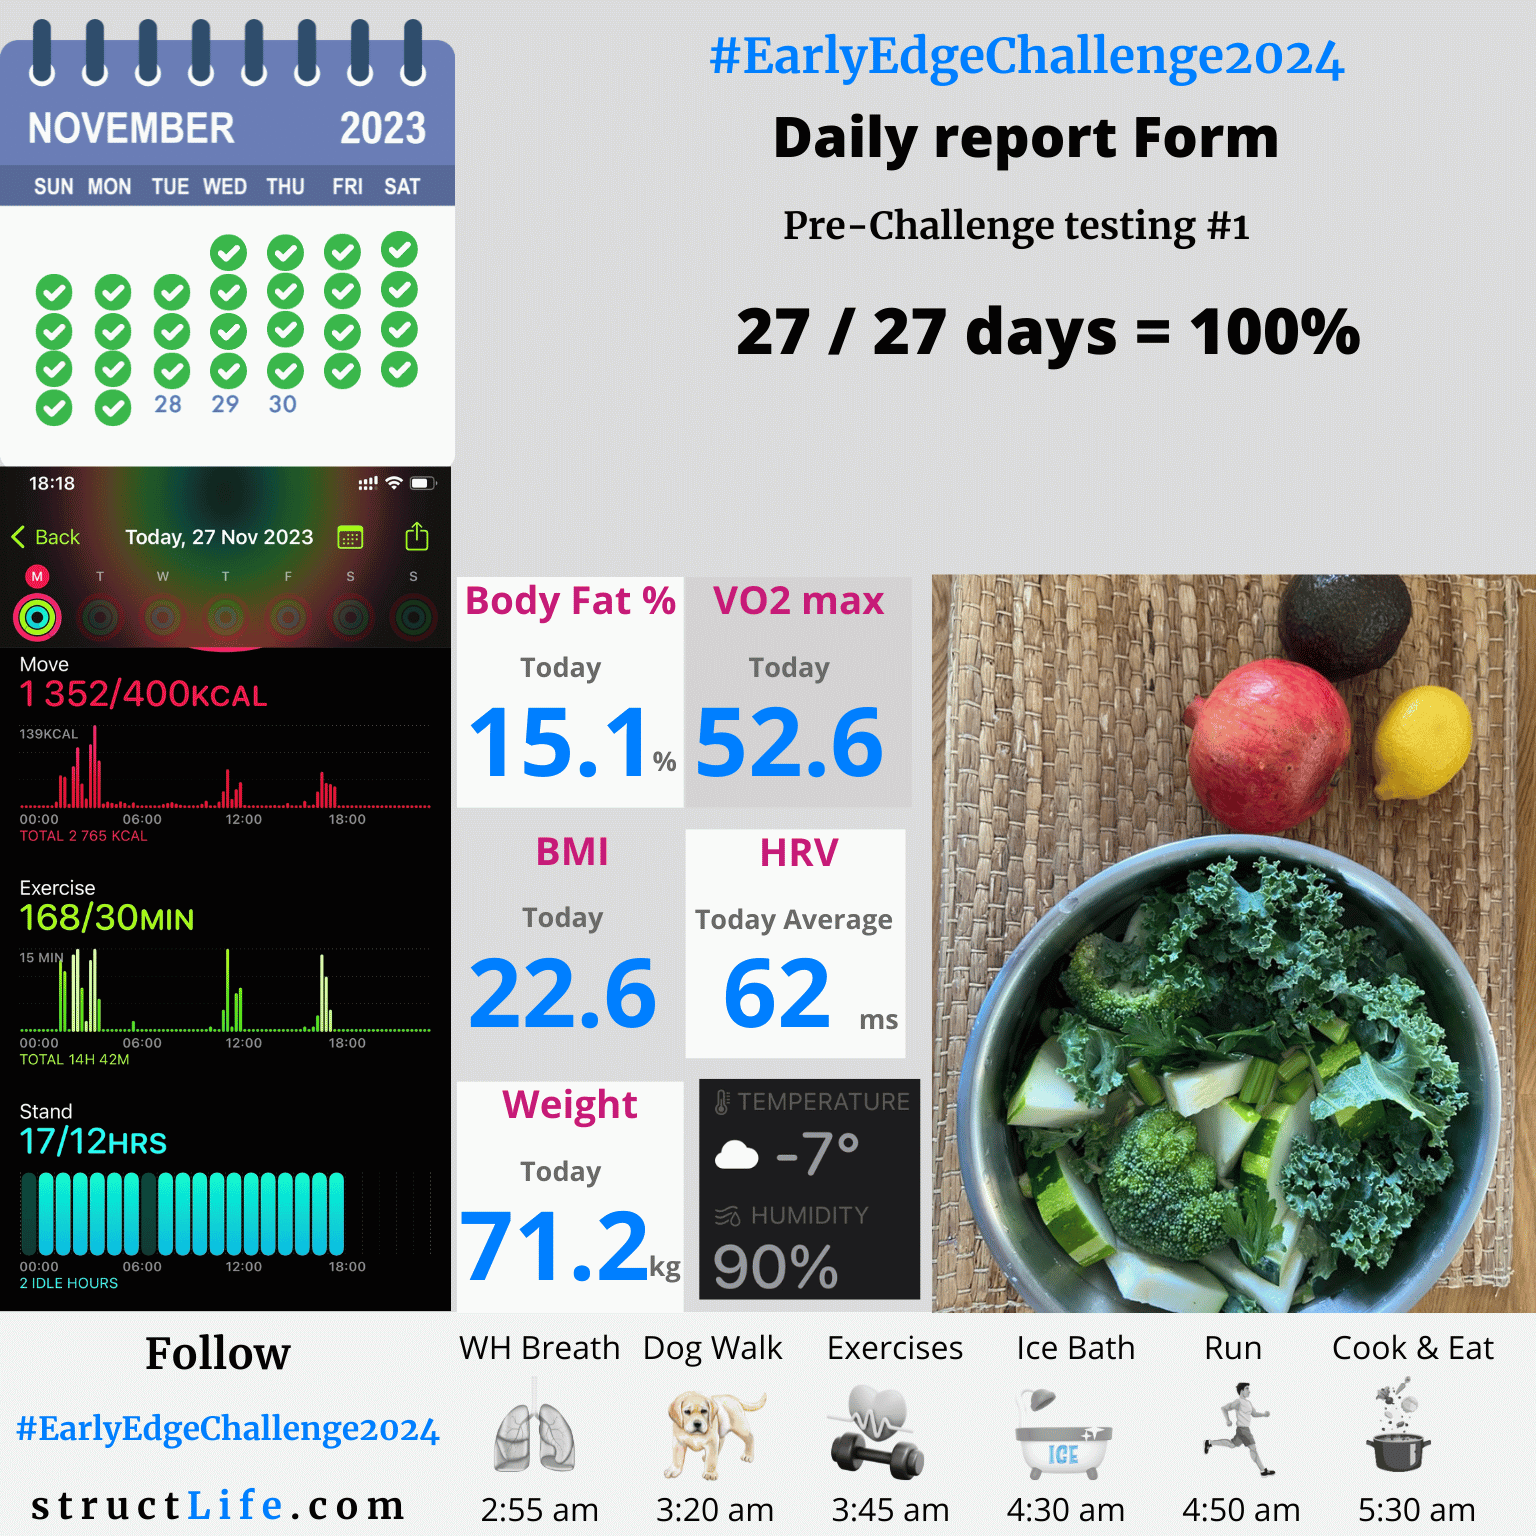 NOVEMBER 2023
SUN MON TUE WED THU FRI SAT
28 29 30
#EarlyEdgeChallenge2024
Daily report Form
Pre-Challenge testing #1
27 / 27 days = 100%
18:18
Back Today, 27 Nov 2023
M T W T F S S
Move
1 352/400KCAL
139KCAL
00:00 06:00 12:00 18:00
TOTAL 2 765 KCAL
Exercise
168/30MIN
15 MIN
00:00 06:00 12:00 18:00
TOTAL 14H 42M
Stand
17/12HRS
00:00 06:00 12:00 18:00
2 IDLE HOURS
Body Fat %
Today
15.1%
VO2 max
Today
52.6
BMI
Today
22.6
HRV
Today Average
62 ms
Weight
Today
71.2kg
TEMPERATURE
-7°
HUMIDITY
90%
Follow
#EarlyEdgeChallenge2024
structLife.com
WH Breath Dog Walk Exercises Ice Bath Run Cook & Eat
ICE
2:55 am 3:20 am 3:45 am 4:30 am 4:50 am 5:30 am